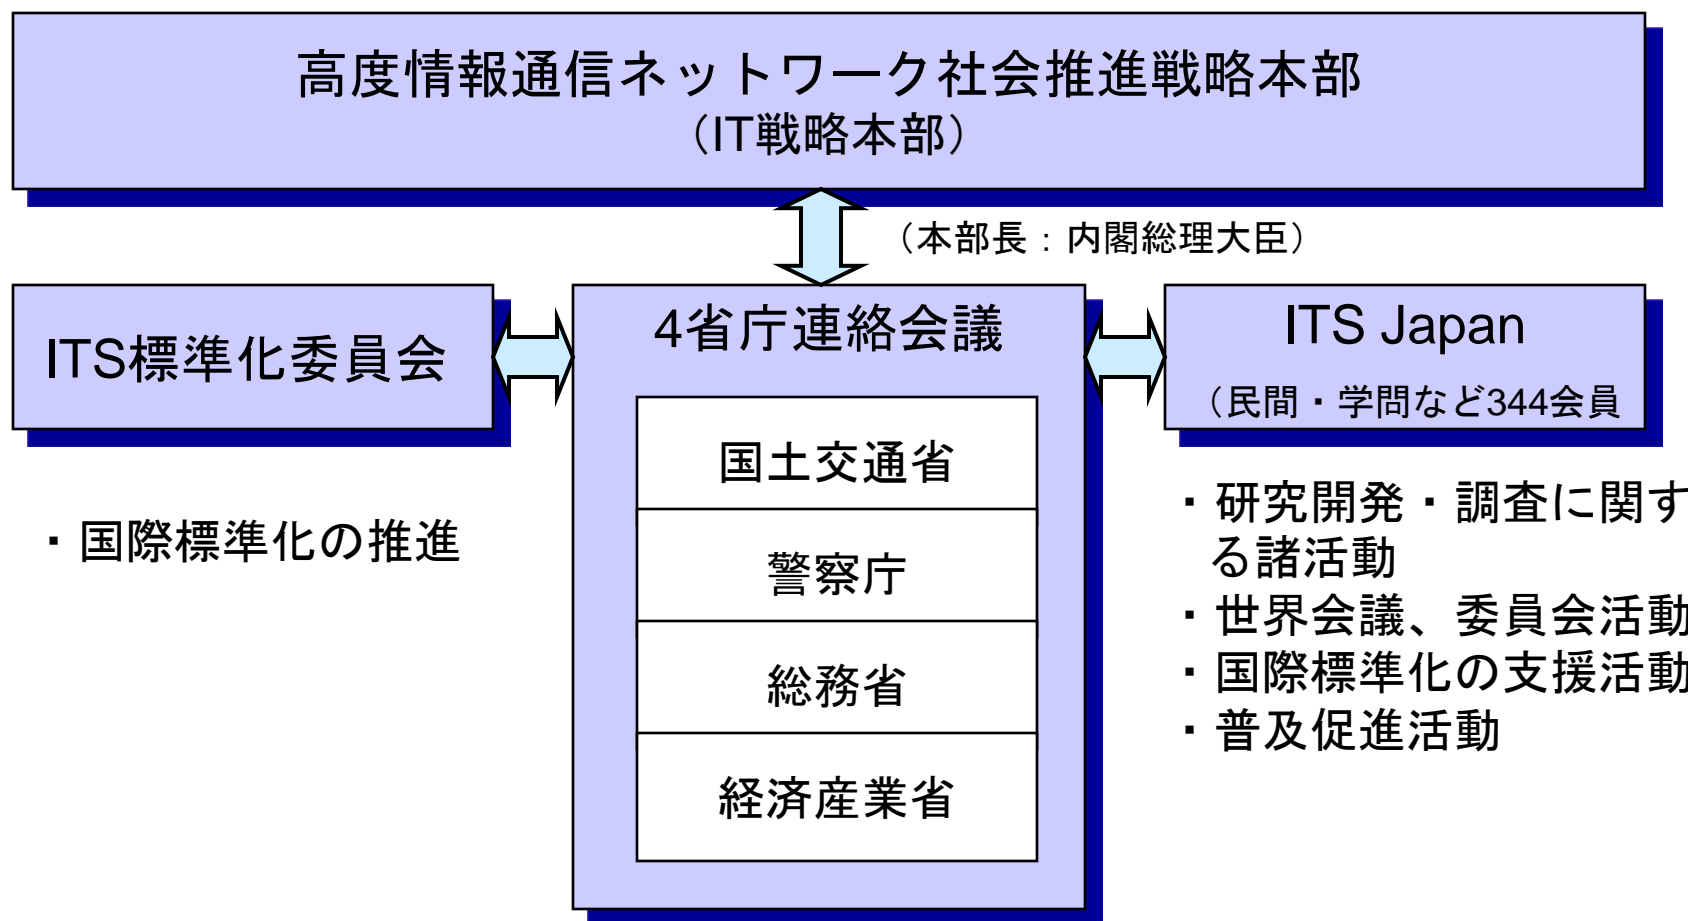 高度情報通信ネットワーク社会推進戦略本部
（IT戦略本部）
（本部長：内閣総理大臣）
ITS標準化委員会
・国際標準化の推進
4省庁連絡会議
国土交通省
警察庁
総務省
経済産業省
ITS Japan
（民間・学問など344会員
・研究開発・調査に関す
る諸活動
・世界会議、委員会活動
・国際標準化の支援活動
・普及促進活動